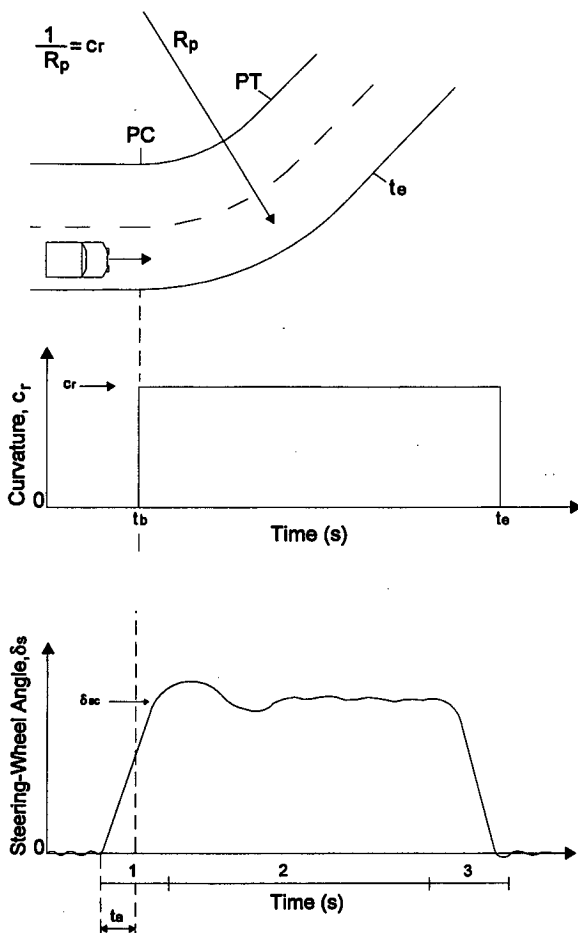 1/Rp = cr
Rp
PT
PC
te
Curvature, cr
cr
0
tb
te
Time (s)
Steering-Wheel Angle, δs
δsc
0
1
2
3
ta
Time (s)